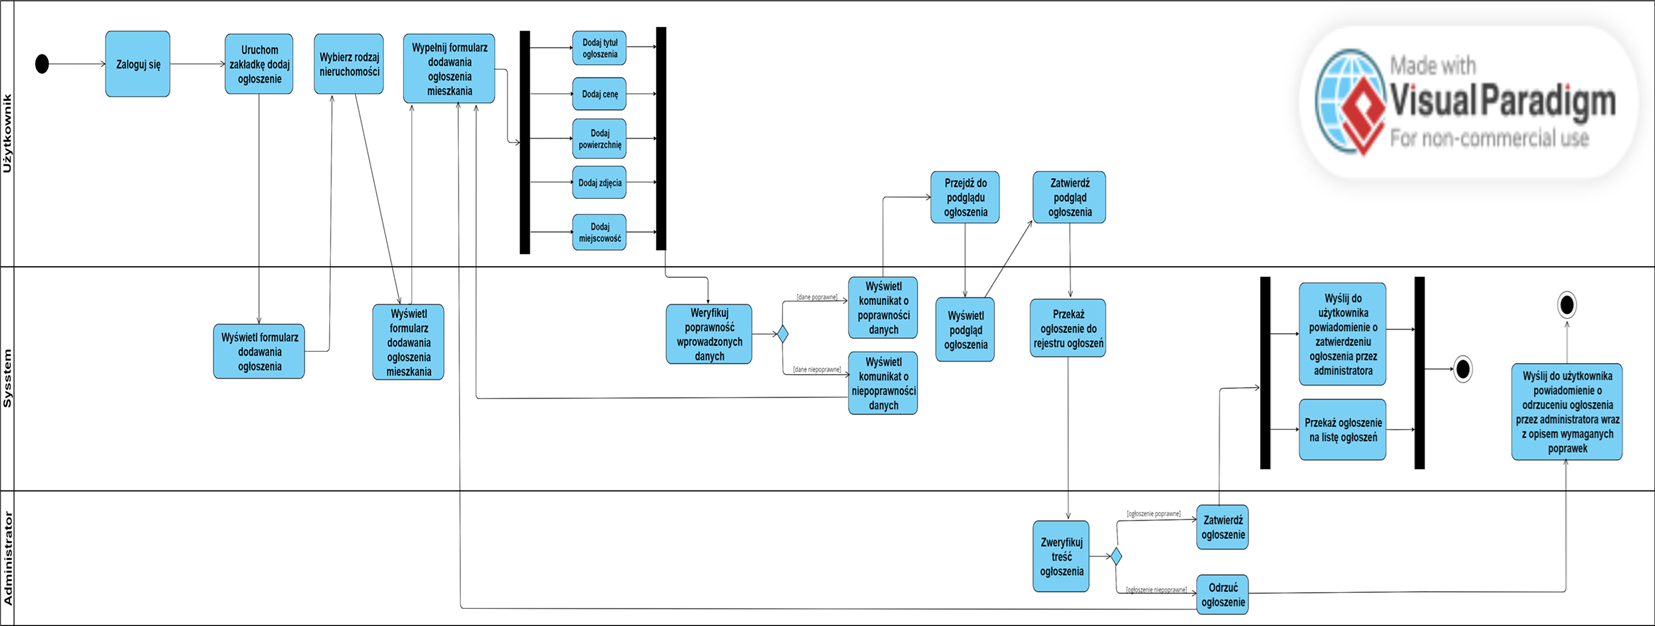 Użytkownik
Zaloguj się
Uruchom
zakładkę dodaj
ogłoszenie
Wybierz rodzaj
nieruchomości
Wypełnij formularz
dodawania
ogłoszenia
mieszkania
Dodaj tytuł
ogłoszenia
Dodaj cenę
Dodaj
powierzchnię
Dodaj zdjęcia
Dodaj
miejscowość
Przejdź do
podglądu
ogłoszenia
Zatwierdź
podgląd
ogłoszenia
Made with
Visual Paradigm
For non-commercial use
Sysstem
Wyświetl formularz
dodawania
ogłoszenia
Wyświetl
formularz
dodawania
ogłoszenia
mieszkania
Weryfikuj
poprawność
wprowadzonych
danych
[dane poprawne]
[dane niepoprawne]
Wyświetl
komunikat o
poprawności
danych
Wyświetl
komunikat o
niepoprawności
danych
Wyświetl
podgląd
ogłoszenia
Przekaż
ogłoszenie do
rejestru ogłoszeń
Wyślij do
użytkownika
powiadomienie o
zatwierdzeniu
ogłoszenia przez
administratora
Przekaż ogłoszenie
na listę ogłoszeń
Wyślij do użytkownika
powiadomienie o
odrzuceniu ogłoszenia
przez administratora wraz
z opisem wymaganych
poprawek
Administrator
Zweryfikuj
treść
ogłoszenia
[ogłoszenie poprawne]
[ogłoszenie niepoprawne]
Zatwierdź
ogłoszenie
Odrzuć
ogłoszenie